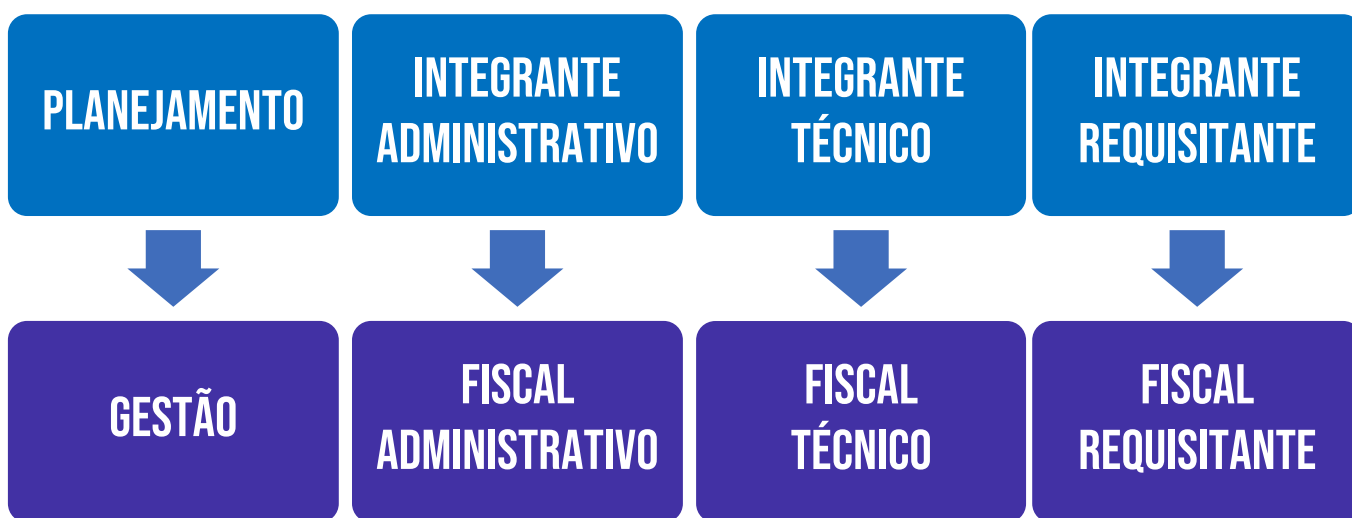 PLANEJAMENTO
INTEGRANTE
ADMINISTRATIVO
INTEGRANTE
TÉCNICO
INTEGRANTE
REQUISITANTE
GESTÃO
FISCAL
ADMINISTRATIVO
FISCAL
TÉCNICO
FISCAL
REQUISITANTE